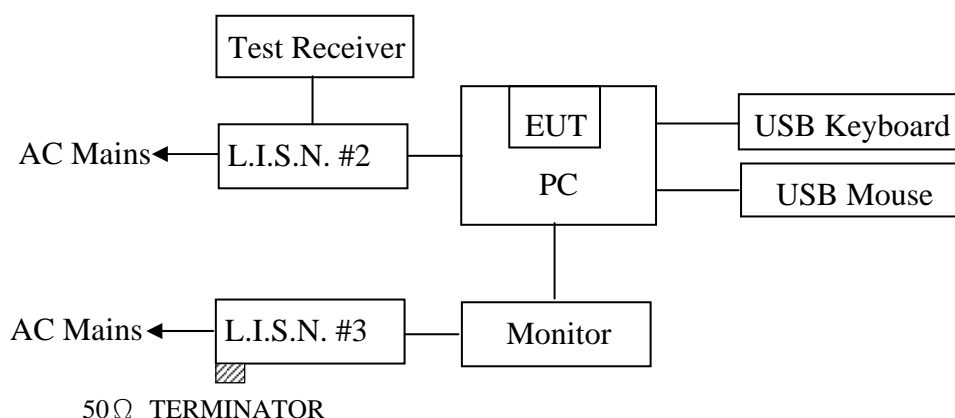 Test Receiver
EUT
USB Keyboard
AC Mains
L.I.S.N. #2
PC
USB Mouse
AC Mains
L.I.S.N. #3
Monitor
50Ω TERMINATOR